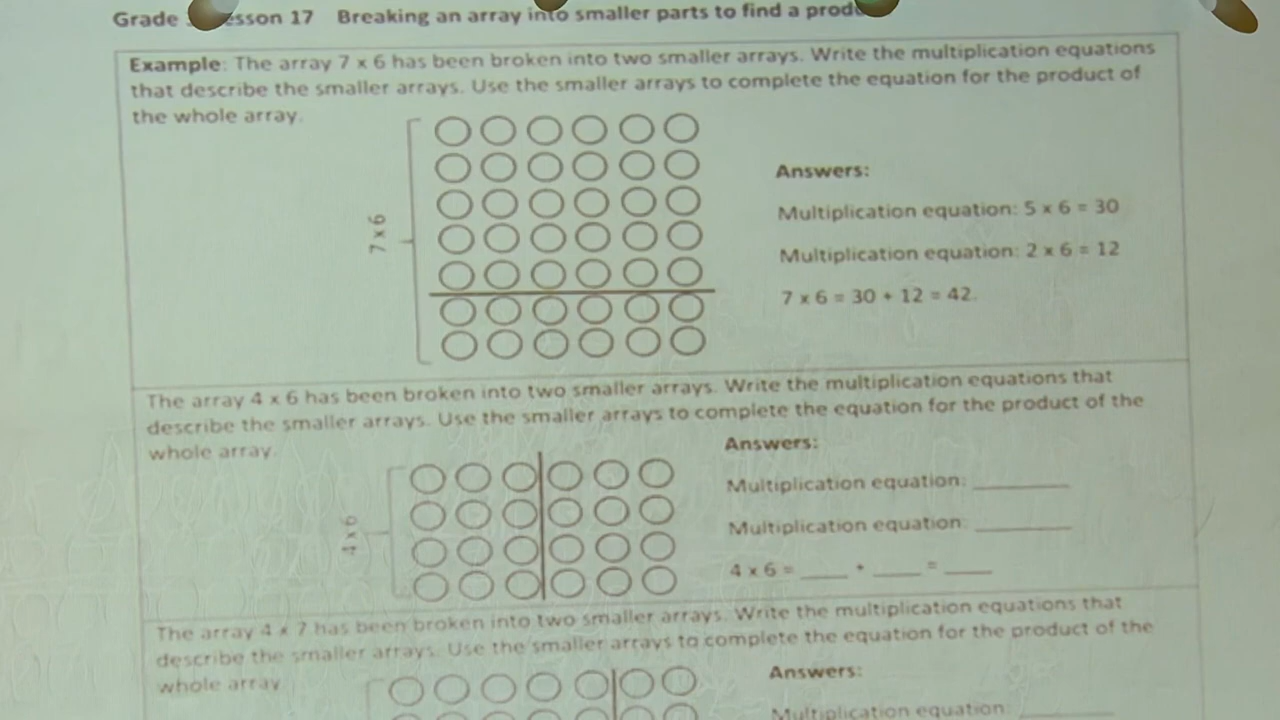 Grade Lesson 17 Breaking an array into smaller parts to find a
Example: The array 7 x 6 has been broken into two smaller arrays. Write the multiplication equations
that describe the smaller arrays. Use the smaller arrays to complete the equation for the product of
the whole array.
7 x 6
Answers:
Multiplication equation: 5 x 6 = 30
Multiplication equation: 2 x 6 = 12
7 x 6 = 30 + 12 = 42.
The array 4 x 6 has been broken into two smaller arrays. Write the multiplication equations that
describe the smaller arrays. Use the smaller arrays to complete the equation for the product of the
whole array.
4 x 6
Answers:
Multiplication equation: ________
Multiplication equation: ________
4 x 6 = ____ + ____ = ____
The array 4 x 7 has been broken into two smaller arrays. Write the multiplication equations that
describe the smaller arrays. Use the smaller arrays to complete the equation for the product of the
whole array.
Answers:
Multiplication equation: ________